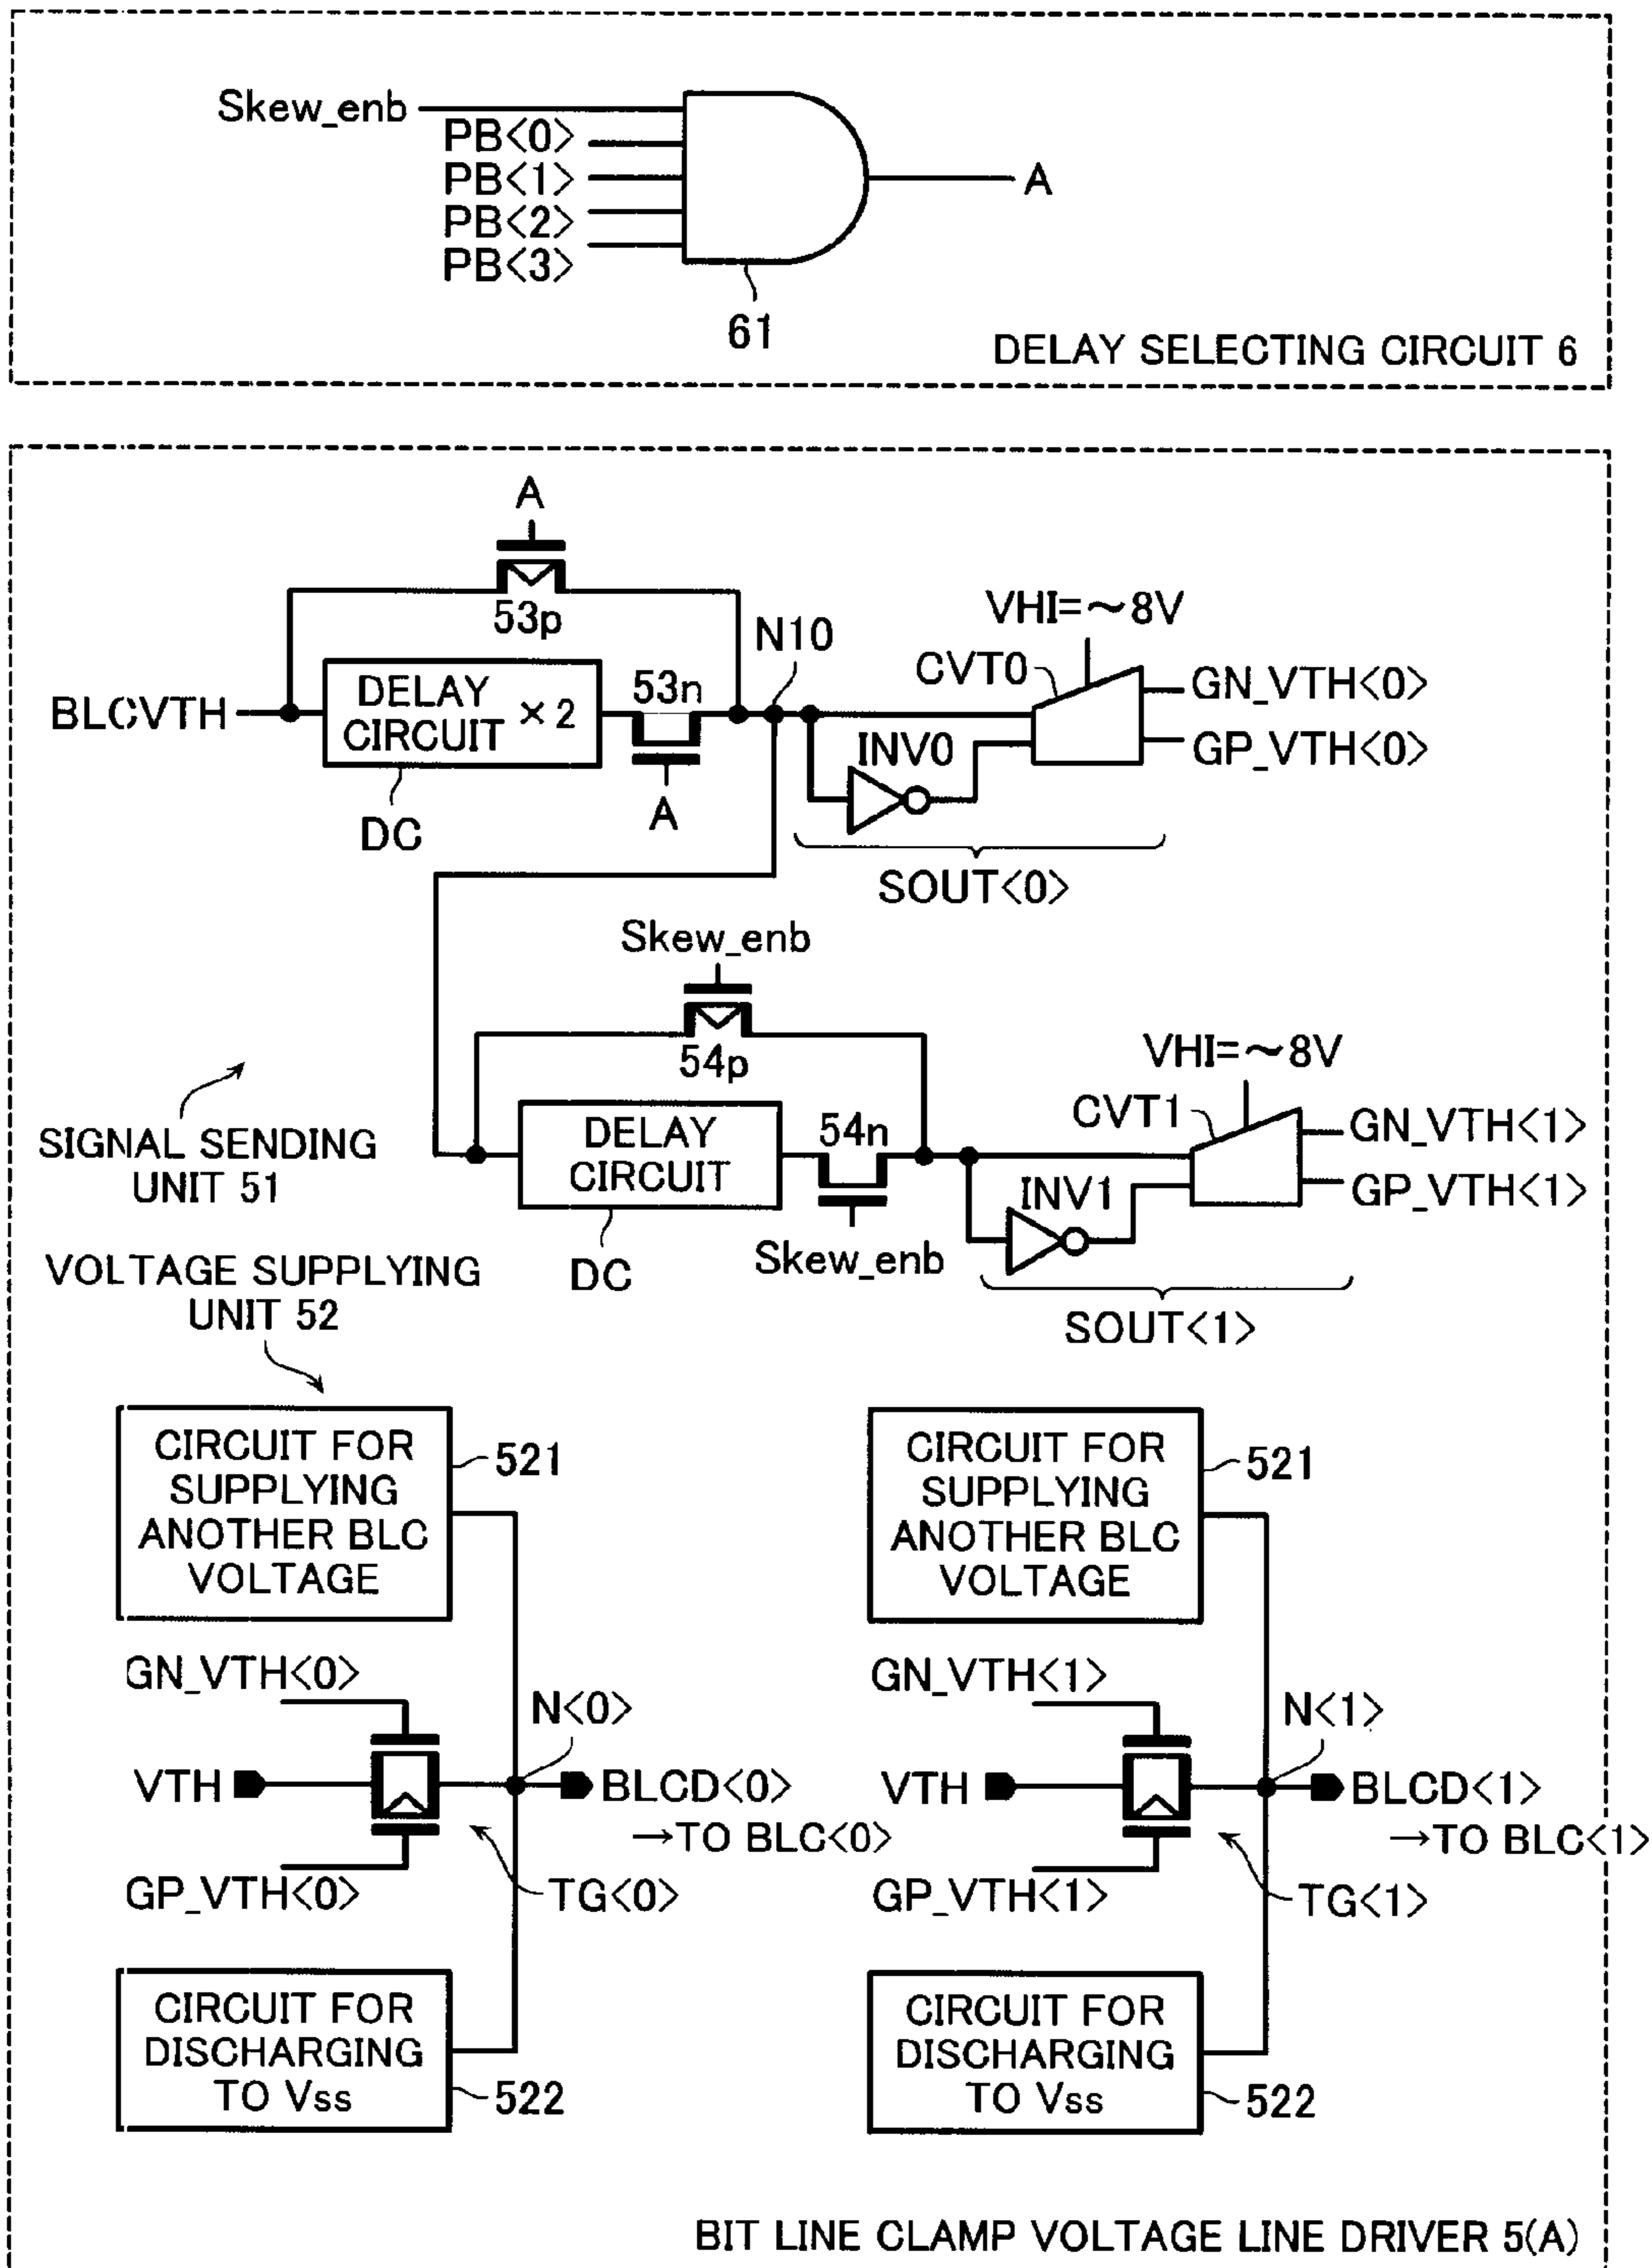 Skew_enb
PB<0>
PB<1>
PB<2>
PB<3>
A
61
DELAY SELECTING CIRCUIT 6
A
53p
BLCVTH
DELAY
CIRCUIT
×2
53n
A
DC
N10
VHI=～8V
CVT0
GN_VTH<0>
GP_VTH<0>
INV0
SOUT<0>
Skew_enb
54p
DELAY
CIRCUIT
54n
Skew_enb
DC
VHI=～8V
CVT1
GN_VTH<1>
GP_VTH<1>
INV1
SOUT<1>
SIGNAL SENDING
UNIT 51
VOLTAGE SUPPLYING
UNIT 52
CIRCUIT FOR
SUPPLYING
ANOTHER BLC
VOLTAGE
521
GN_VTH<0>
N<0>
VTH
BLCD<0>
→TO BLC<0>
GP_VTH<0>
TG<0>
CIRCUIT FOR
DISCHARGING
TO Vss
522
CIRCUIT FOR
SUPPLYING
ANOTHER BLC
VOLTAGE
521
GN_VTH<1>
N<1>
VTH
BLCD<1>
→TO BLC<1>
GP_VTH<1>
TG<1>
CIRCUIT FOR
DISCHARGING
TO Vss
522
BIT LINE CLAMP VOLTAGE LINE DRIVER 5(A)